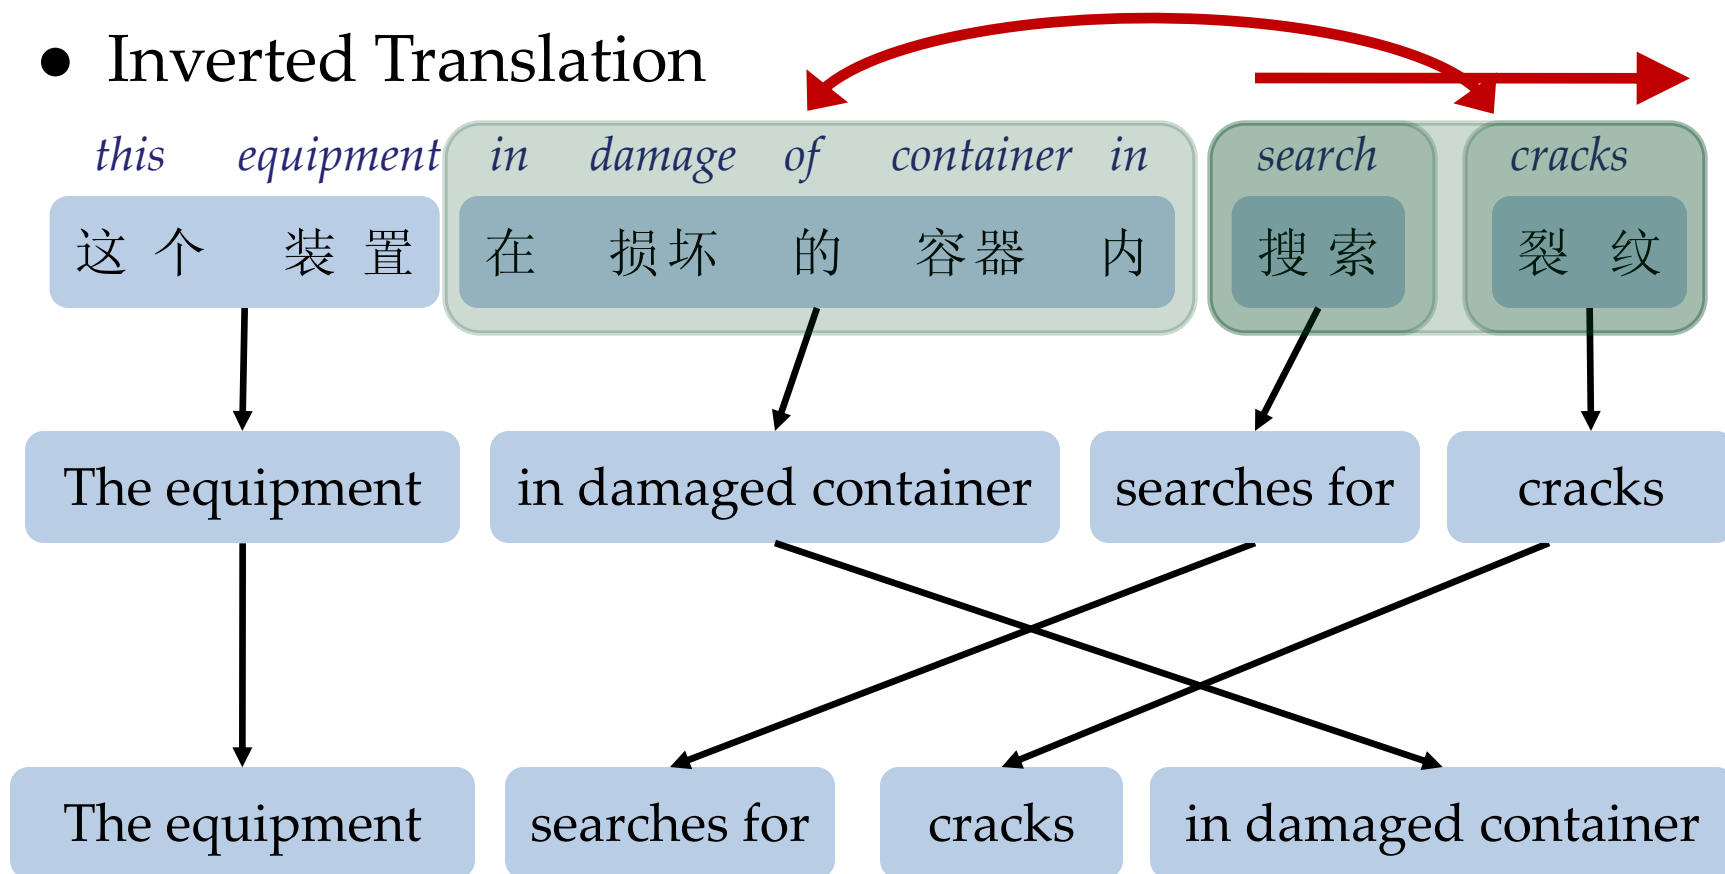 ● Inverted Translation
this equipment in damage of container in search cracks
这个 装置 在 损坏 的 容器 内 搜索 裂纹
The equipment in damaged container searches for cracks
The equipment searches for cracks in damaged container